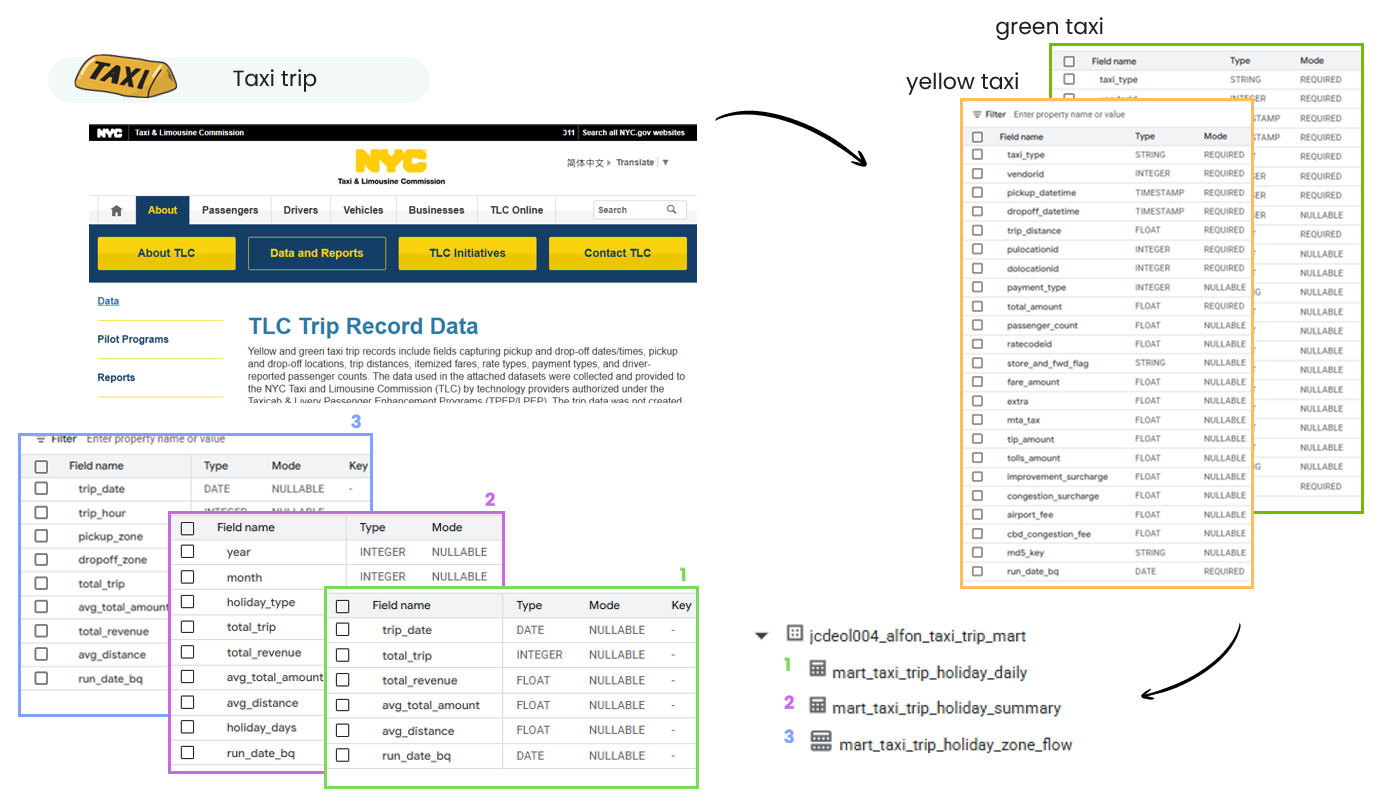 green taxi
Field name Type Mode
taxi_type STRING REQUIRED
REQUIRED
REQUIRED
REQUIRED
REQUIRED
REQUIRED
REQUIRED
NULLABLE
REQUIRED
NULLABLE
NULLABLE
NULLABLE
NULLABLE
NULLABLE
NULLABLE
NULLABLE
NULLABLE
NULLABLE
NULLABLE
NULLABLE
NULLABLE
REQUIRED
yellow taxi
Filter Enter property name or value
Field name Type Mode
taxi_type STRING REQUIRED
vendorid INTEGER REQUIRED
pickup_datetime TIMESTAMP REQUIRED
dropoff_datetime TIMESTAMP REQUIRED
trip_distance FLOAT REQUIRED
pulocationid INTEGER REQUIRED
dolocationid INTEGER REQUIRED
payment_type INTEGER NULLABLE
total_amount FLOAT REQUIRED
passenger_count FLOAT NULLABLE
ratecodeid FLOAT NULLABLE
store_and_fwd_flag STRING NULLABLE
fare_amount FLOAT NULLABLE
extra FLOAT NULLABLE
mta_tax FLOAT NULLABLE
tip_amount FLOAT NULLABLE
tolls_amount FLOAT NULLABLE
improvement_surcharge FLOAT NULLABLE
congestion_surcharge FLOAT NULLABLE
airport_fee FLOAT NULLABLE
cbd_congestion_fee FLOAT NULLABLE
md5_key STRING NULLABLE
run_date_bq DATE REQUIRED
TAXI Taxi trip
NYC Taxi & Limousine Commission 311 Search all NYC.gov websites
NYC
Taxi & Limousine Commission
简体中文 Translate
About Passengers Drivers Vehicles Businesses TLC Online Search
About TLC Data and Reports TLC Initiatives Contact TLC
Data
Pilot Programs
Reports
TLC Trip Record Data
Yellow and green taxi trip records include fields capturing pickup and drop-off dates/times, pickup
and drop-off locations, trip distances, itemized fares, rate types, payment types, and driver-
reported passenger counts. The data used in the attached datasets were collected and provided to
the NYC Taxi and Limousine Commission (TLC) by technology providers authorized under the
Taxicab & Livery Passenger Enhancement Programs (TPEP/LPEP). The trip data was not created
3
Filter Enter property name or value
Field name Type Mode Key
trip_date DATE NULLABLE -
trip_hour INTEGER NULLABLE
pickup_zone
dropoff_zone
total_trip
avg_total_amount
total_revenue
avg_distance
run_date_bq
2
Field name Type Mode
year INTEGER NULLABLE
month INTEGER NULLABLE
holiday_type
total_trip
total_revenue
avg_total_amount
avg_distance
holiday_days
run_date_bq
1
Field name Type Mode Key
trip_date DATE NULLABLE -
total_trip INTEGER NULLABLE -
total_revenue FLOAT NULLABLE -
avg_total_amount FLOAT NULLABLE -
avg_distance FLOAT NULLABLE -
run_date_bq DATE NULLABLE -
jcdeol004_alfon_taxi_trip_mart
1 mart_taxi_trip_holiday_daily
2 mart_taxi_trip_holiday_summary
3 mart_taxi_trip_holiday_zone_flow